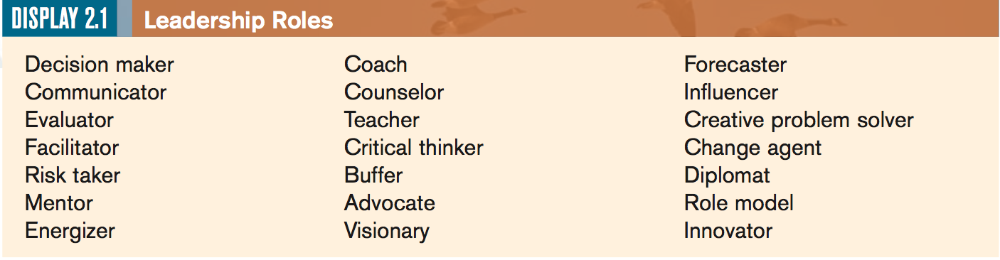 DISPLAY 2.1 Leadership Roles
Decision maker
Communicator
Evaluator
Facilitator
Risk taker
Mentor
Energizer
Coach
Counselor
Teacher
Critical thinker
Buffer
Advocate
Visionary
Forecaster
Influencer
Creative problem solver
Change agent
Diplomat
Role model
Innovator